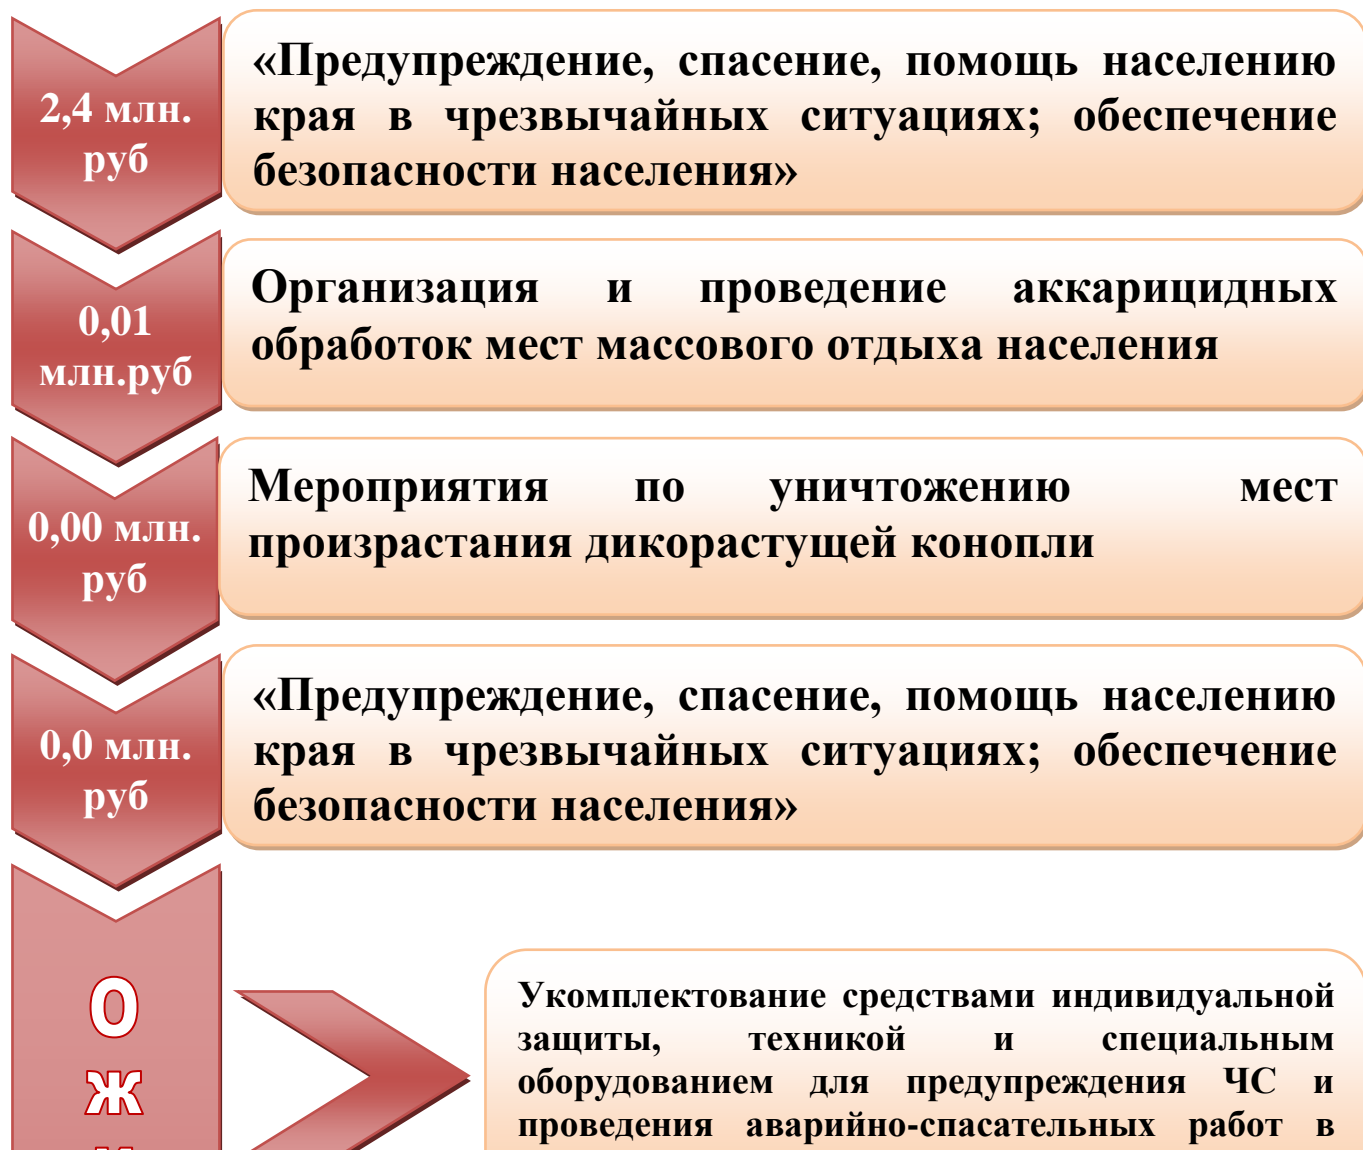 2,4 млн.
руб
«Предупреждение, спасение, помощь населению
края в чрезвычайных ситуациях; обеспечение
безопасности населения»
0,01
млн.руб
Организация и проведение аккарицидных
обработок мест массового отдыха населения
0,00 млн.
руб
Мероприятия по уничтожению мест
произрастания дикорастущей конопли
0,0 млн.
руб
«Предупреждение, спасение, помощь населению
края в чрезвычайных ситуациях; обеспечение
безопасности населения»
О
Ж
Укомплектование средствами индивидуальной
защиты, техникой и специальным
оборудованием для предупреждения ЧС и
проведения аварийно-спасательных работ в